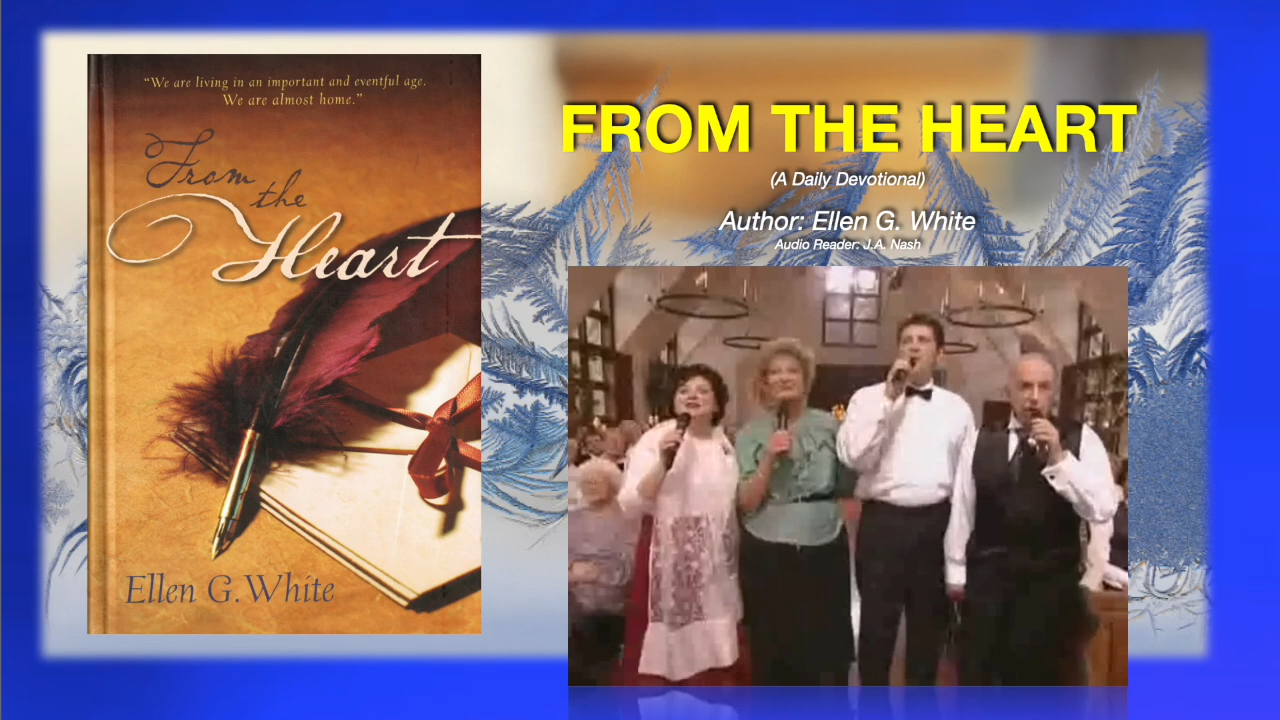 “We are living in an important and eventful age.
We are almost home.”
From
the
Heart
Ellen G. White
FROM THE HEART
(A Daily Devotional)
Author: Ellen G. White
Audio Reader: J.A. Nash